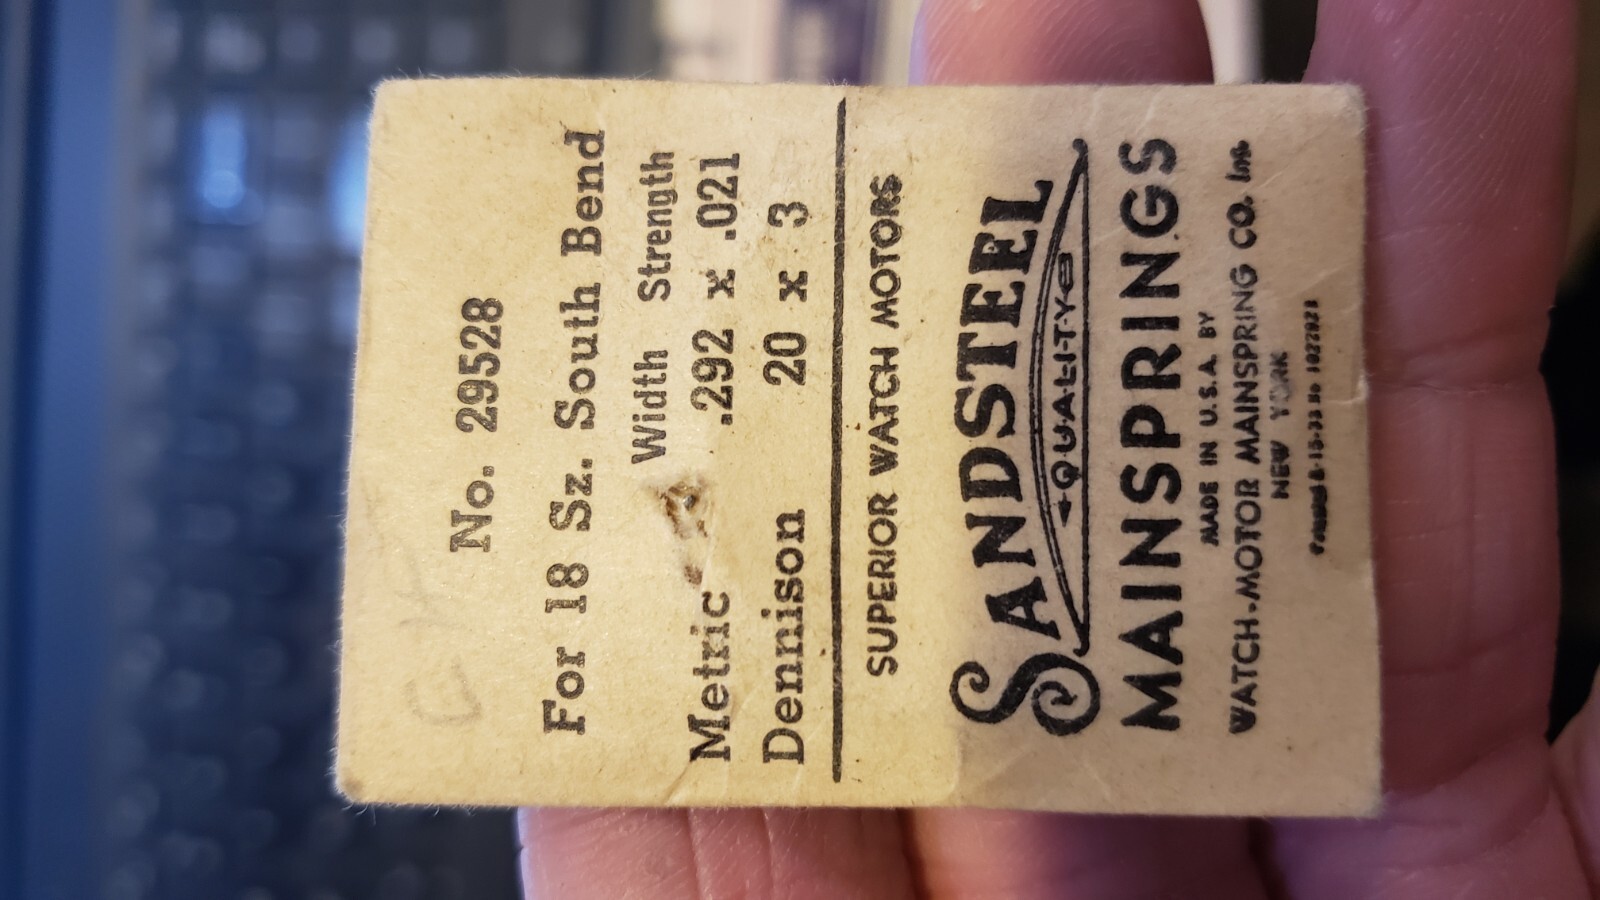 No. 29528
For 18 Sz. South Bend
Width Strength
Metric .292 x .021
Dennison 20 x 3
SUPERIOR WATCH MOTORS
SANDSTEEL
QUALITY
MAINSPRINGS
MADE IN U.S.A. BY
WATCH-MOTOR MAINSPRING CO. Inc.
NEW YORK